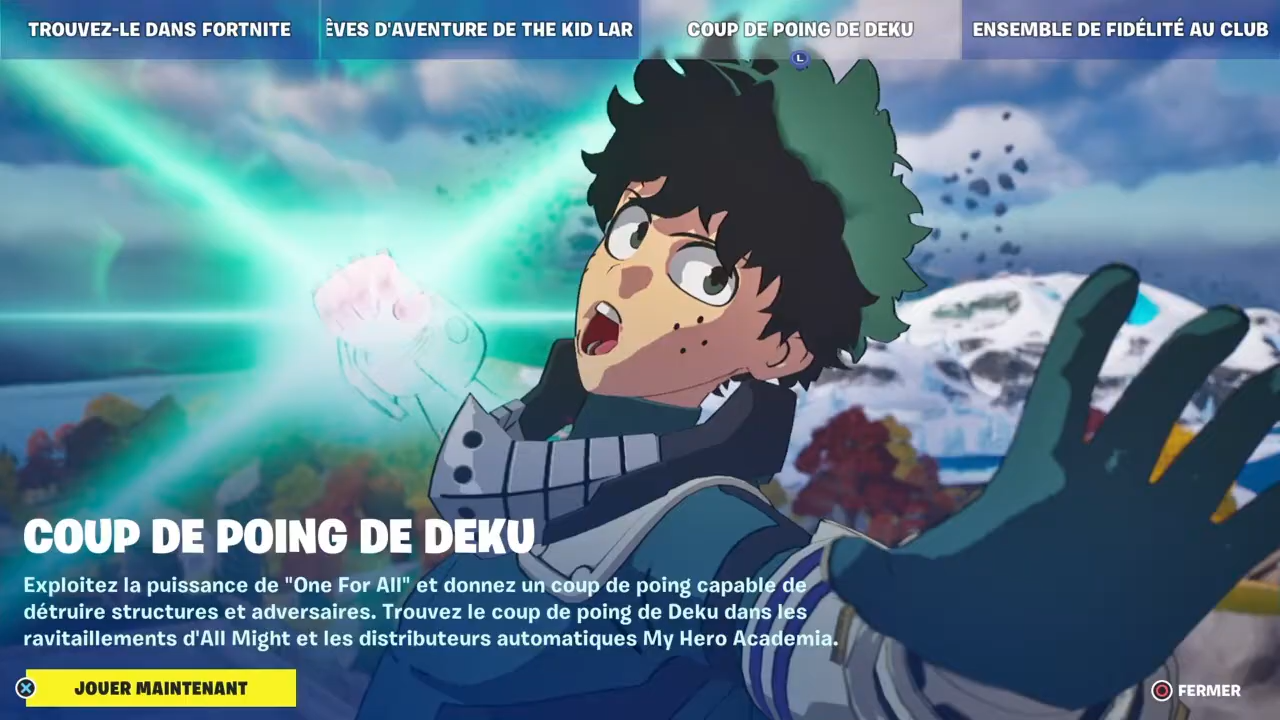 TROUVEZ-LE DANS FORTNITE
ÊVES D'AVENTURE DE THE KID LAR
COUP DE POING DE DEKU
ENSEMBLE DE FIDÉLITÉ AU CLUB
L
COUP DE POING DE DEKU
Exploitez la puissance de "One For All" et donnez un coup de poing capable de
détruire structures et adversaires. Trouvez le coup de poing de Deku dans les
ravitaillements d'All Might et les distributeurs automatiques My Hero Academia.
JOUER MAINTENANT
FERMER